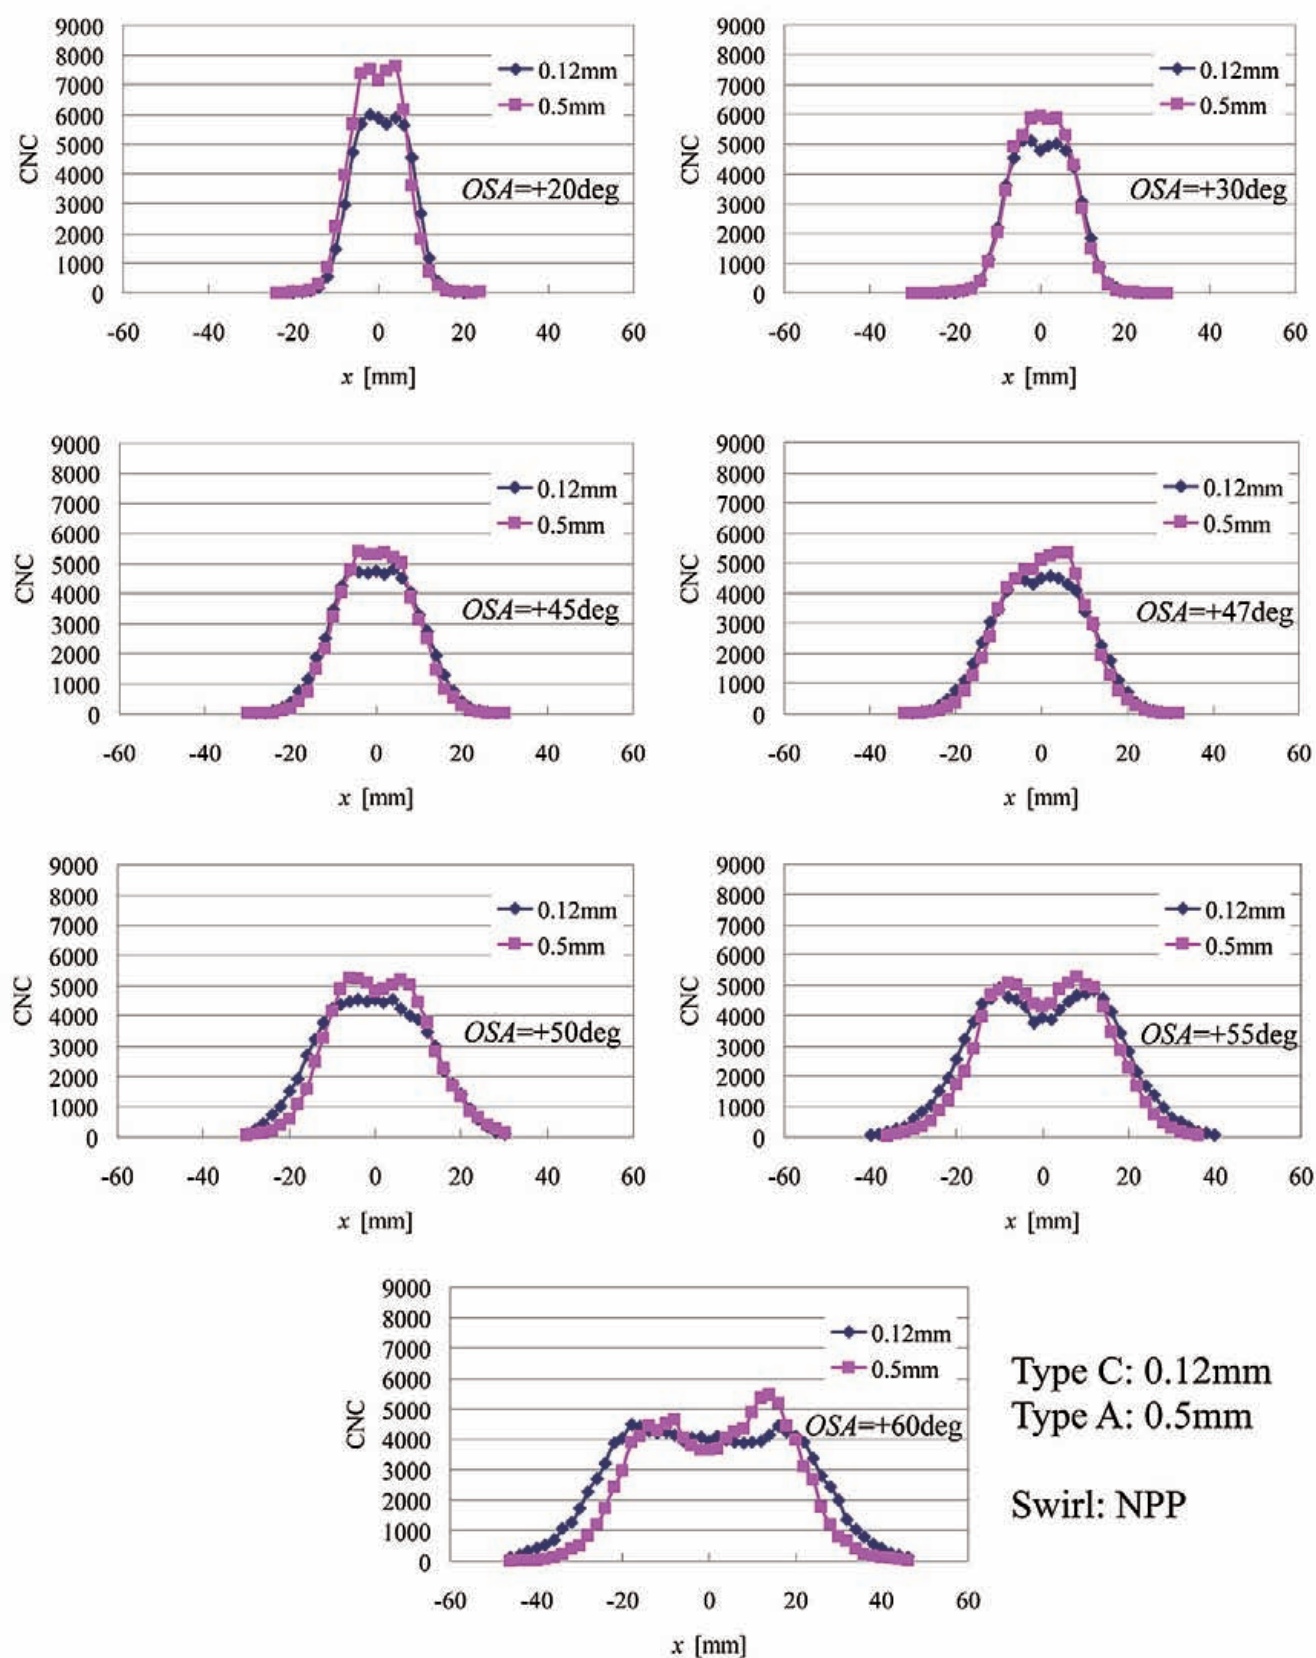 9000
8000
7000
6000
5000
4000
3000
2000
1000
0
CNC
0.12mm
0.5mm
OSA=+20deg
-60 -40 -20 0 20 40 60
x [mm]
9000
8000
7000
6000
5000
4000
3000
2000
1000
0
CNC
0.12mm
0.5mm
OSA=+30deg
-60 -40 -20 0 20 40 60
x [mm]
9000
8000
7000
6000
5000
4000
3000
2000
1000
0
CNC
0.12mm
0.5mm
OSA=+45deg
-60 -40 -20 0 20 40 60
x [mm]
9000
8000
7000
6000
5000
4000
3000
2000
1000
0
CNC
0.12mm
0.5mm
OSA=+47deg
-60 -40 -20 0 20 40 60
x [mm]
9000
8000
7000
6000
5000
4000
3000
2000
1000
0
CNC
0.12mm
0.5mm
OSA=+50deg
-60 -40 -20 0 20 40 60
x [mm]
9000
8000
7000
6000
5000
4000
3000
2000
1000
0
CNC
0.12mm
0.5mm
OSA=+55deg
-60 -40 -20 0 20 40 60
x [mm]
9000
8000
7000
6000
5000
4000
3000
2000
1000
0
CNC
0.12mm
0.5mm
OSA=+60deg
-60 -40 -20 0 20 40 60
x [mm]
Type C: 0.12mm
Type A: 0.5mm
Swirl: NPP